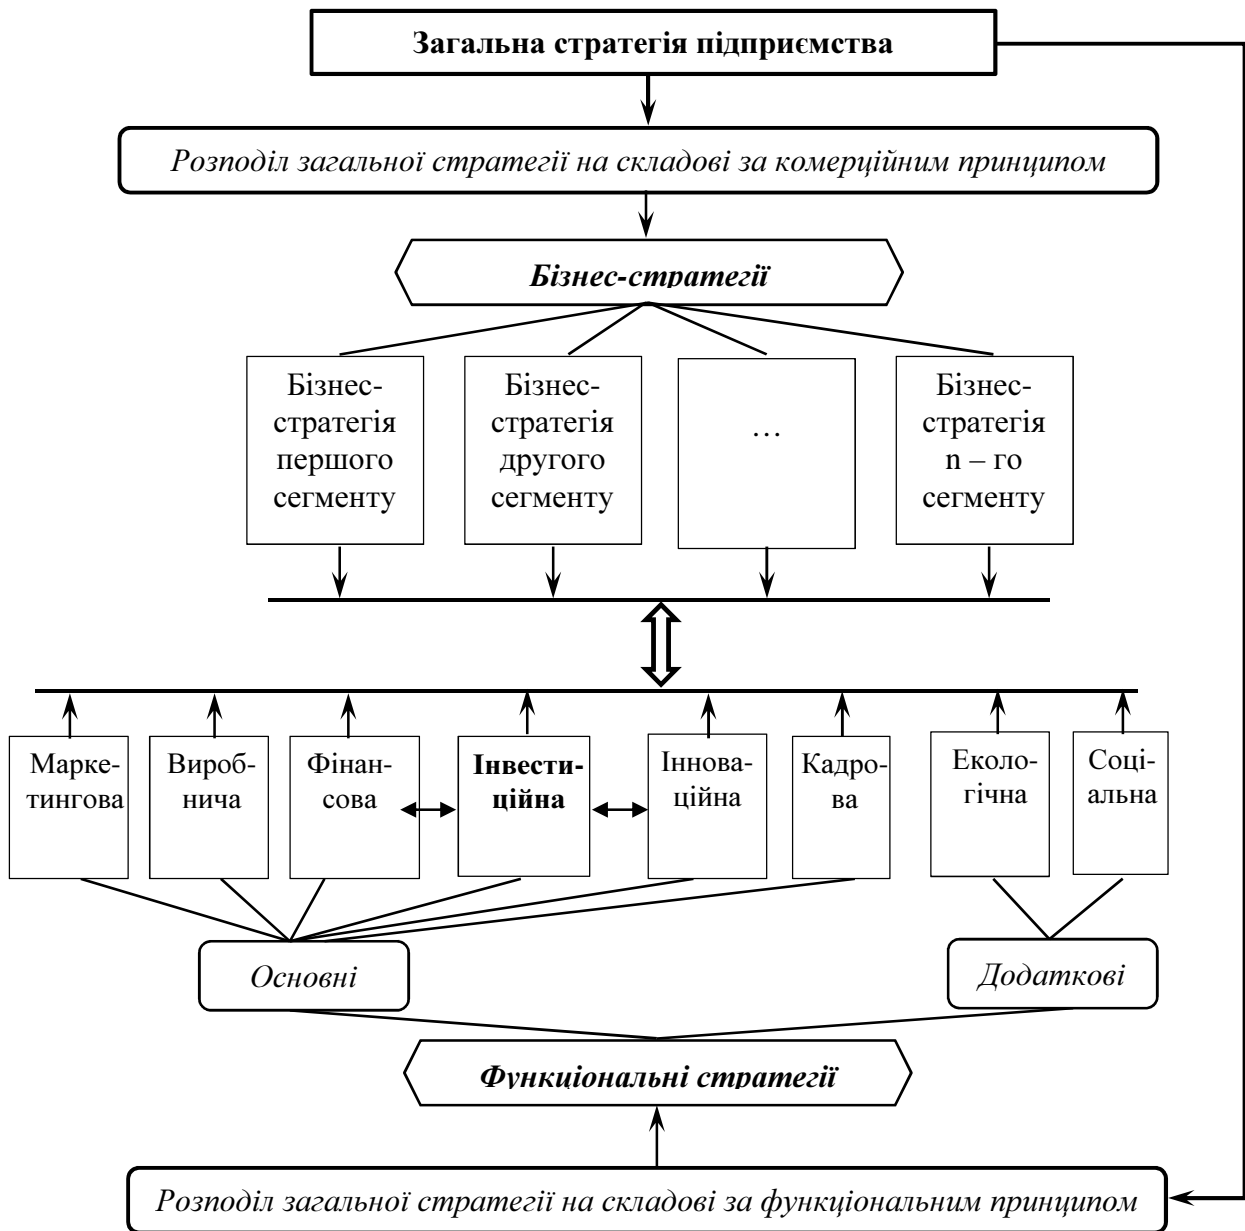 Загальна стратегія підприємства
Розподіл загальної стратегії на складові за комерційним принципом
Бізнес-стратегії
Бізнес-
стратегія
першого
сегменту
Бізнес-
стратегія
другого
сегменту
…
Бізнес-
стратегія
n – го
сегменту
Марке-
тингова
Вироб-
нича
Фінан-
сова
Інвести-
ційна
Іннова-
ційна
Кадро-
ва
Еколо-
гічна
Соці-
альна
Основні
Додаткові
Функціональні стратегії
Розподіл загальної стратегії на складові за функціональним принципом